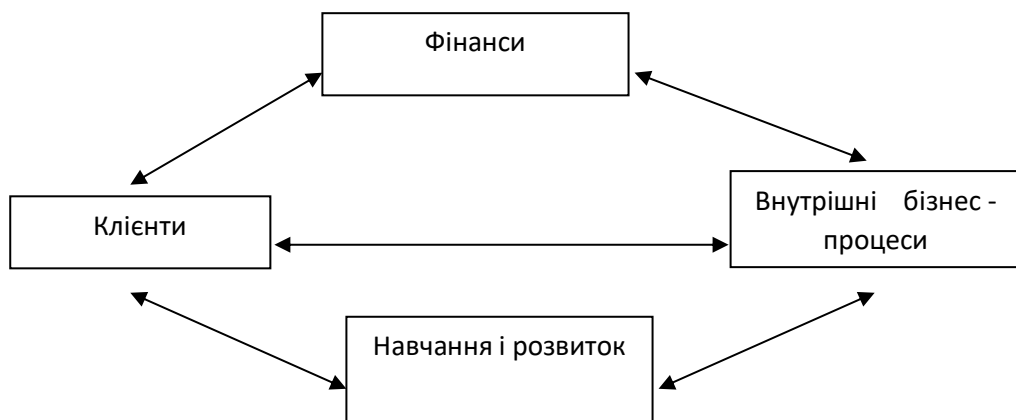 Фінанси
Клієнти
Внутрішні бізнес -
процеси
Навчання і розвиток